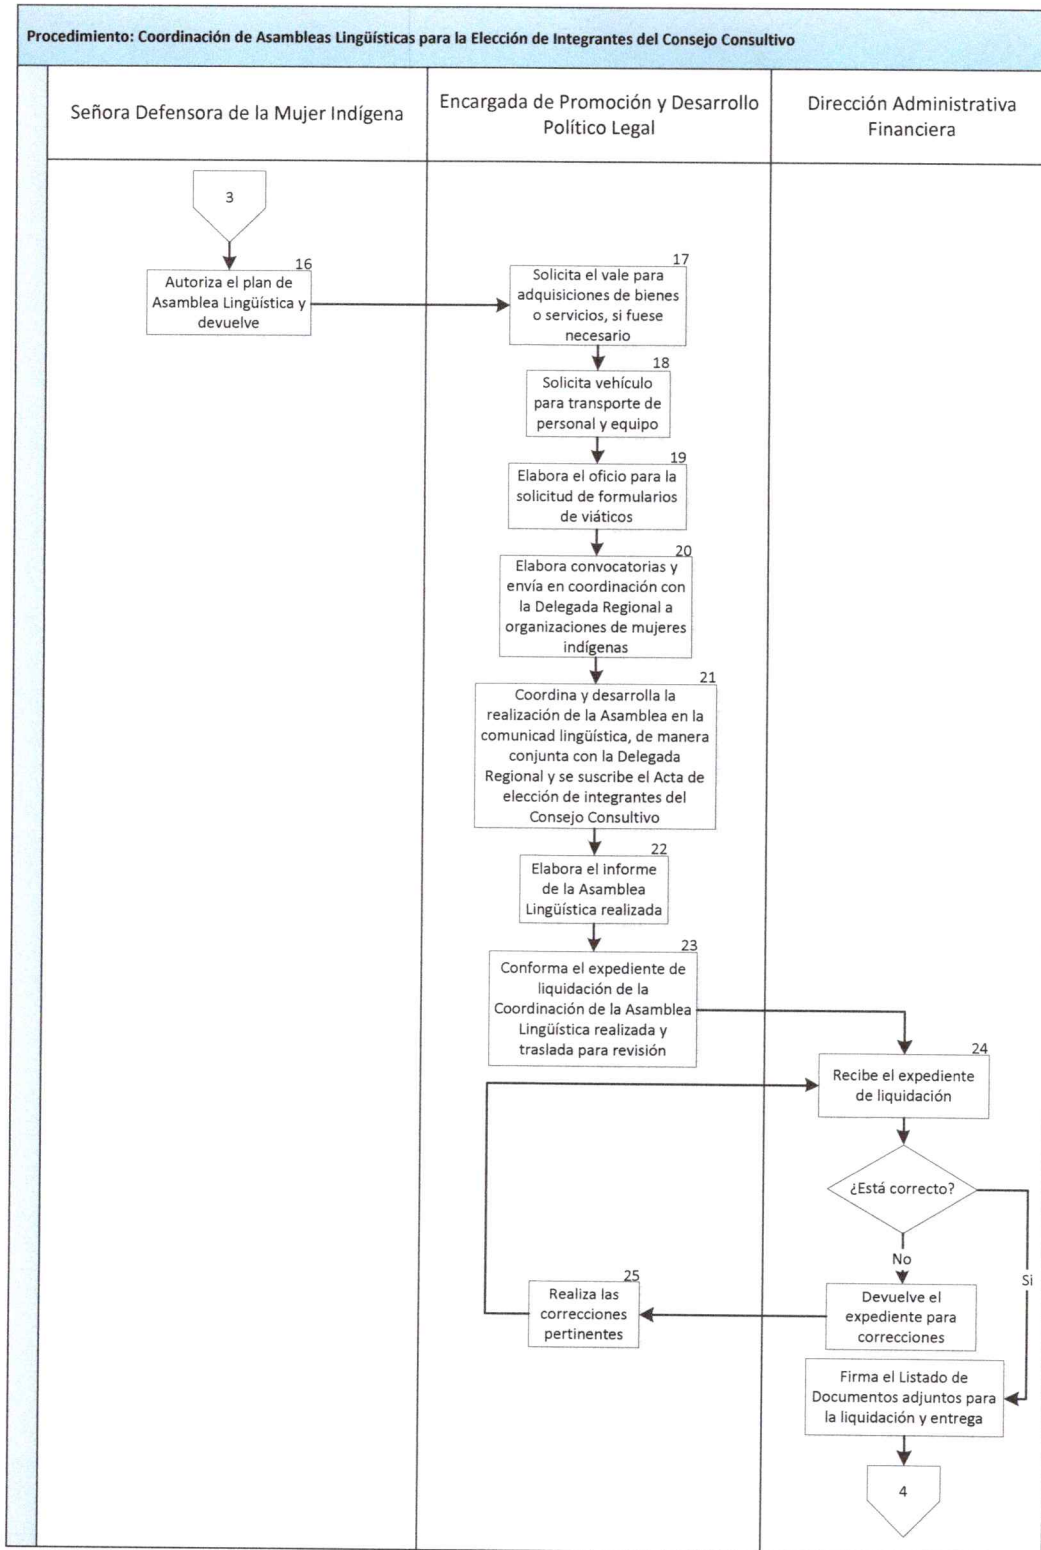 Procedimiento: Coordinación de Asambleas Lingüísticas para la Elección de Integrantes del Consejo Consultivo
Señora Defensora de la Mujer Indígena
Encargada de Promoción y Desarrollo
Político Legal
Dirección Administrativa
Financiera
3
16
Autoriza el plan de
Asamblea Lingüística y
devuelve
17
Solicita el vale para
adquisiciones de bienes
o servicios, si fuese
necesario
18
Solicita vehículo
para transporte de
personal y equipo
19
Elabora el oficio para la
solicitud de formularios
de viáticos
20
Elabora convocatorias y
envía en coordinación con
la Delegada Regional a
organizaciones de mujeres
indígenas
21
Coordina y desarrolla la
realización de la Asamblea en la
comunicad lingüística, de manera
conjunta con la Delegada
Regional y se suscribe el Acta de
elección de integrantes del
Consejo Consultivo
22
Elabora el informe
de la Asamblea
Lingüística realizada
23
Conforma el expediente de
liquidación de la
Coordinación de la Asamblea
Lingüística realizada y
traslada para revisión
24
Recibe el expediente
de liquidación
¿Está correcto?
No
Si
Devuelve el
expediente para
correcciones
25
Realiza las
correcciones
pertinentes
Firma el Listado de
Documentos adjuntos para
la liquidación y entrega
4